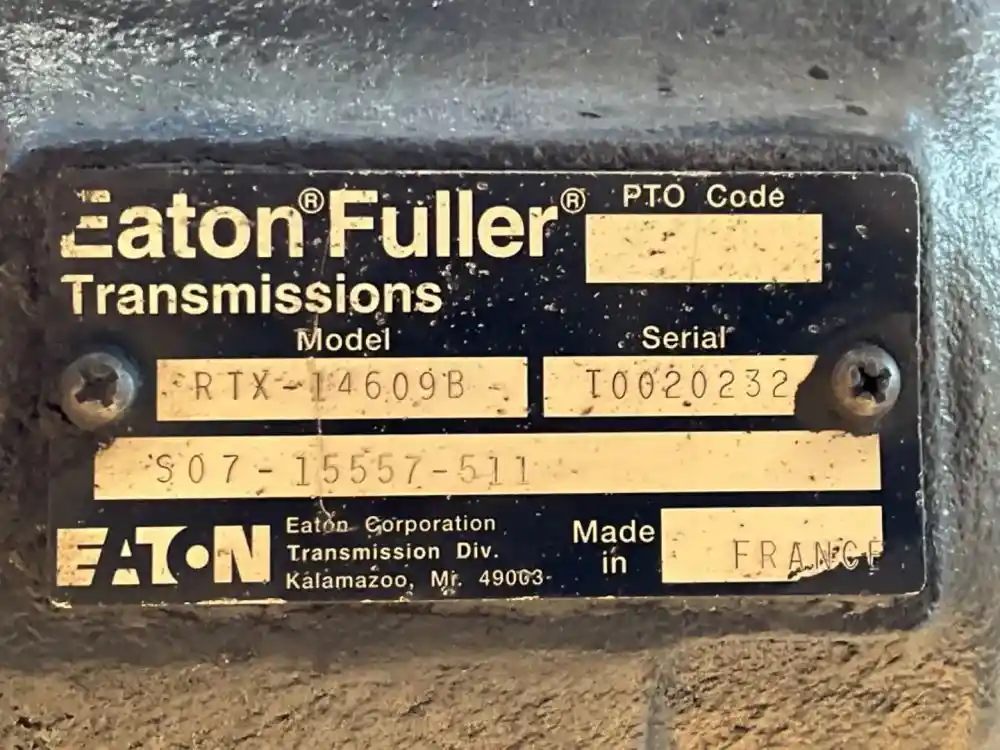 Eaton® Fuller®
Transmissions
PTO Code
Model
RTX-14609B
Serial
T0020232
S07-15557-511
EATON
Eaton Corporation
Transmission Div.
Kalamazoo, MI. 49003
Made
in
FRANCE